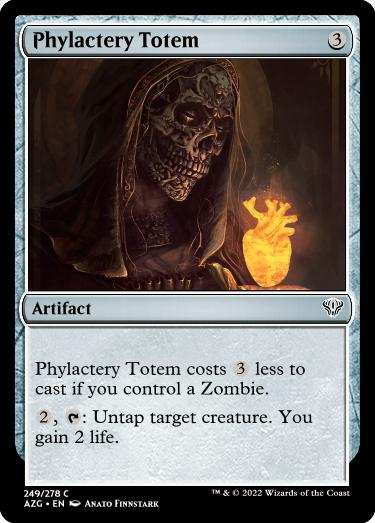 Phylactery Totem 3
Artifact
Phylactery Totem costs 3 less to
cast if you control a Zombie.
2, : Untap target creature. You
gain 2 life.
249/278 C
AZG • EN Anato Finnstark
™ & © 2022 Wizards of the Coast